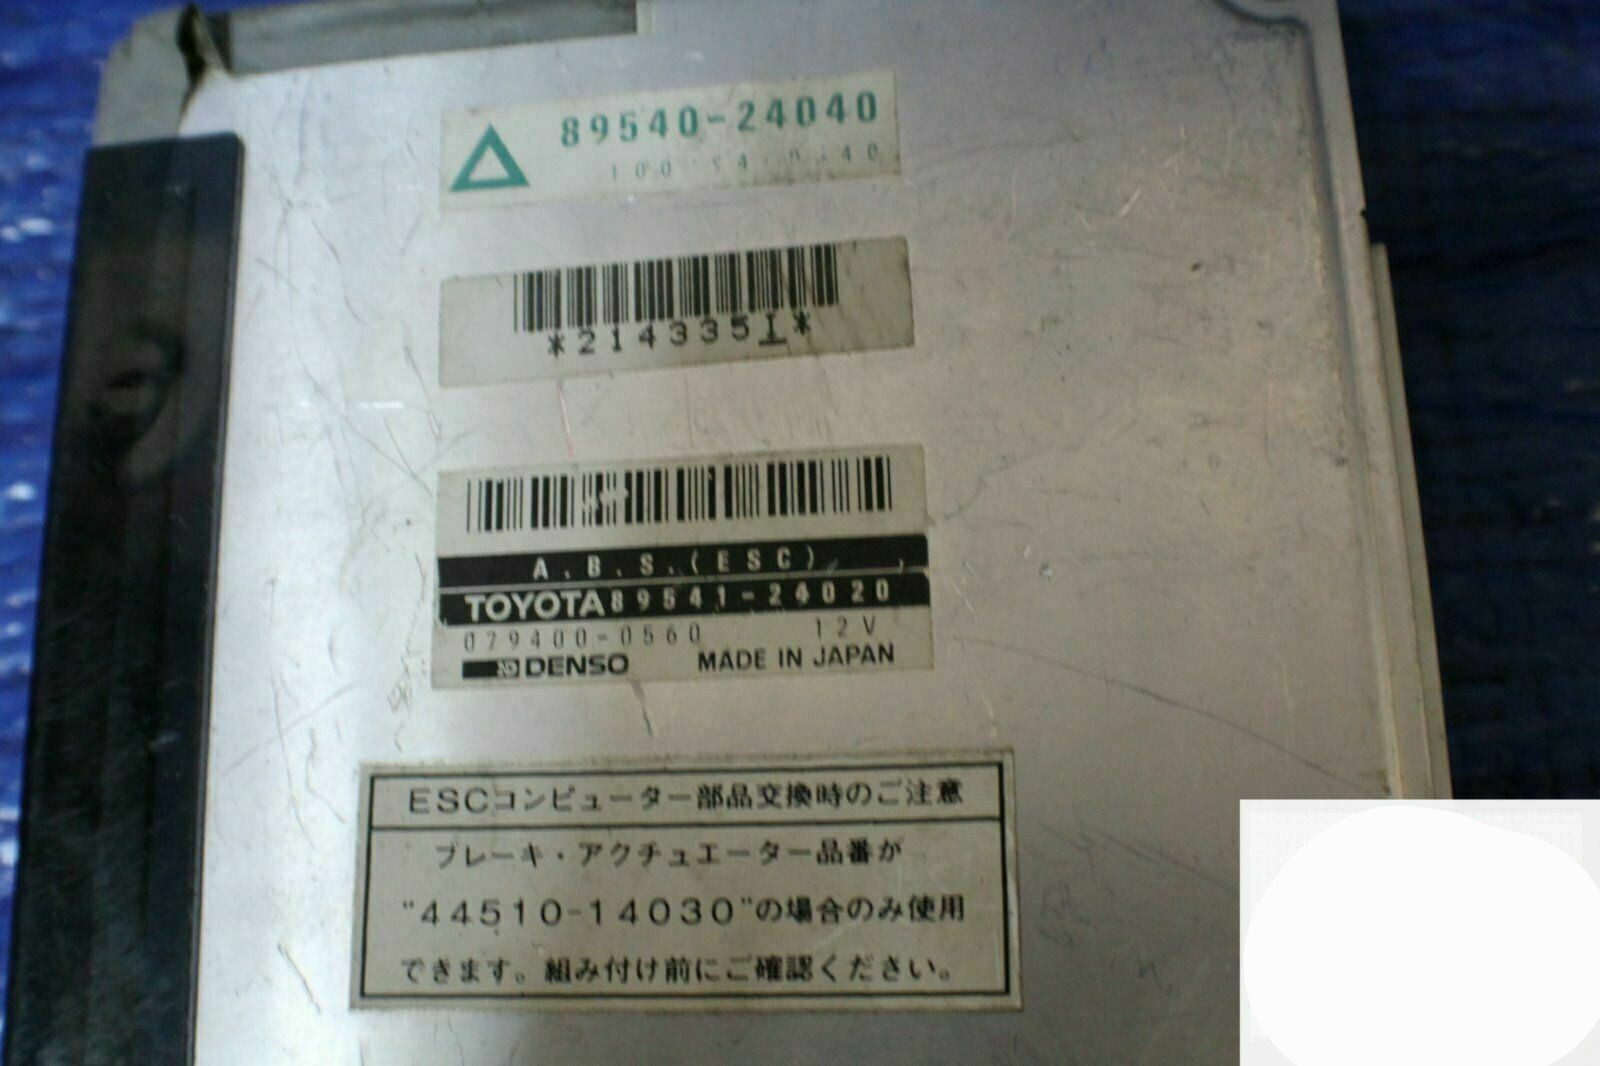 89540-24040
*214335I*
A.B.S.(ESC)
TOYOTA 89541-24020
079400-0560 12V
DENSO MADE IN JAPAN
ESCコンピューター部品交換時のご注意
ブレーキ・アクチュエーター品番が
"44510-14030"の場合のみ使用
できます。組み付け前にご確認ください。